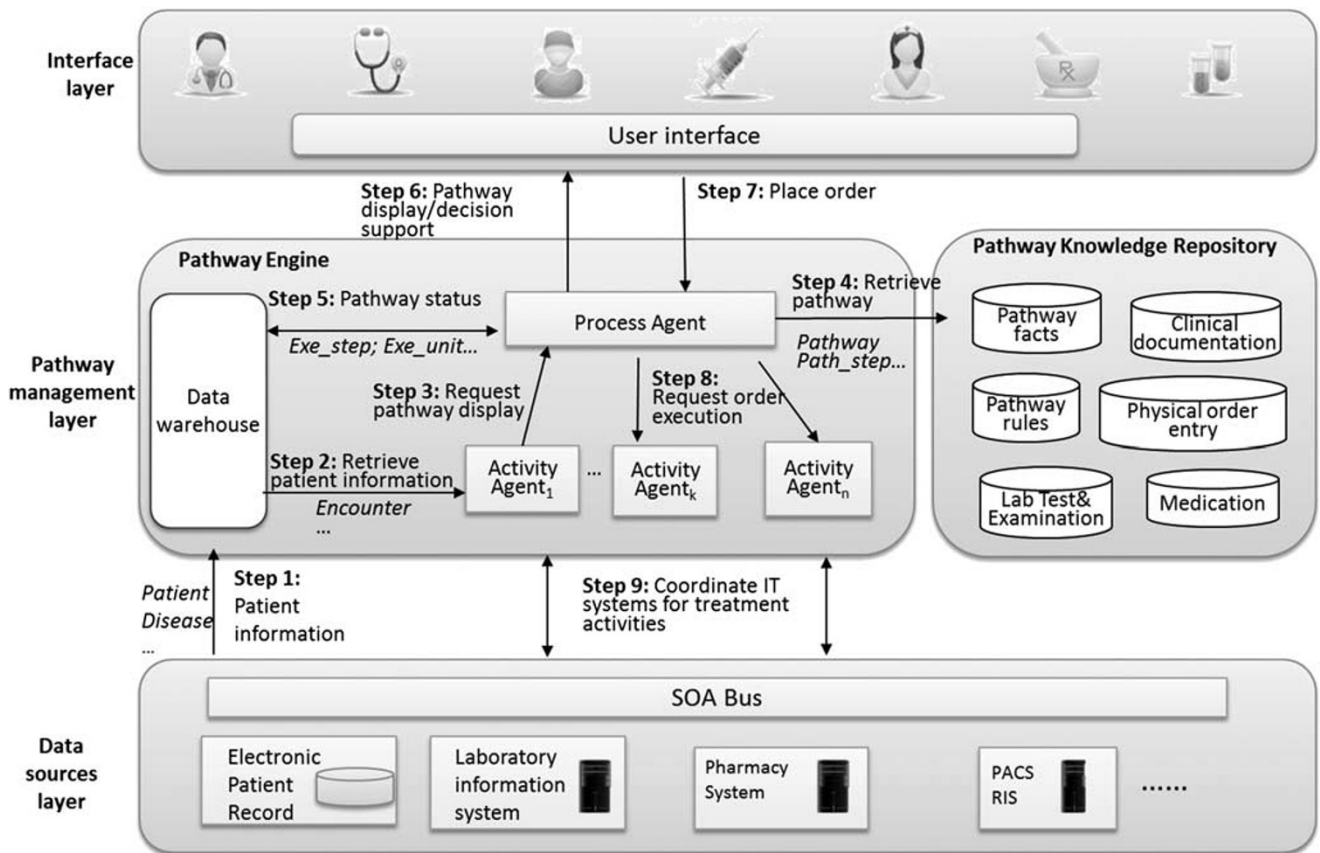 Interface
layer
RX
User interface
Step 6: Pathway
display/decision
support
Step 7: Place order
Pathway Engine
Pathway Knowledge Repository
Step 5: Pathway status
Exe_step; Exe_unit...
Process Agent
Step 4: Retrieve
pathway
Pathway
Path_step...
Pathway
facts
Clinical
documentation
Pathway
management
layer
Data
warehouse
Step 3: Request
pathway display
Step 8:
Request order
execution
Pathway
rules
Physical order
entry
Step 2: Retrieve
patient information
Encounter
...
Activity
Agent1
...
Activity
Agentk
Activity
Agentn
Lab Test&
Examination
Medication
Patient
Disease
...
Step 1:
Patient
information
Step 9: Coordinate IT
systems for treatment
activities
Data
sources
layer
SOA Bus
Electronic
Patient
Record
Laboratory
information
system
Pharmacy
System
PACS
RIS
......